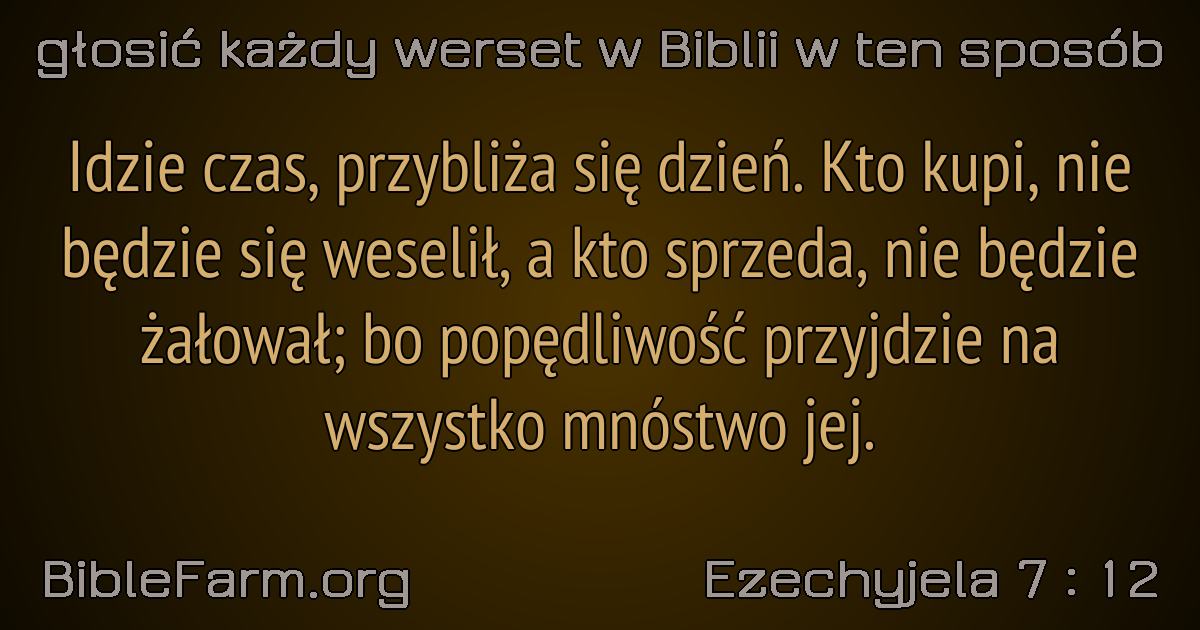 głosić każdy werset w Biblii w ten sposób
Idzie czas, przybliża się dzień. Kto kupi, nie
będzie się weselił, a kto sprzeda, nie będzie
żałował; bo popędliwość przyjdzie na
wszystko mnóstwo jej.
BibleFarm.org
Ezechyjela 7 : 12